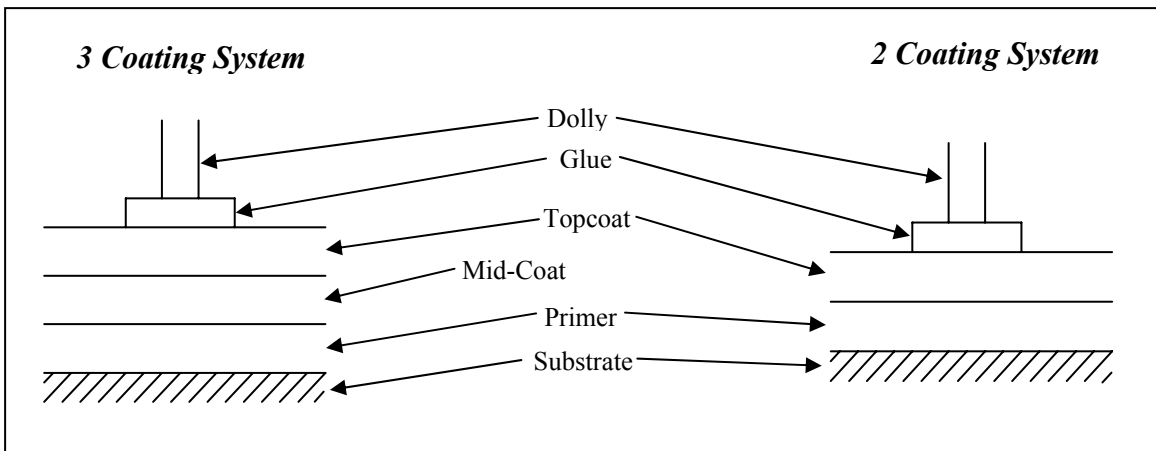 3 Coating System
2 Coating System
Dolly
Glue
Topcoat
Mid-Coat
Primer
Substrate